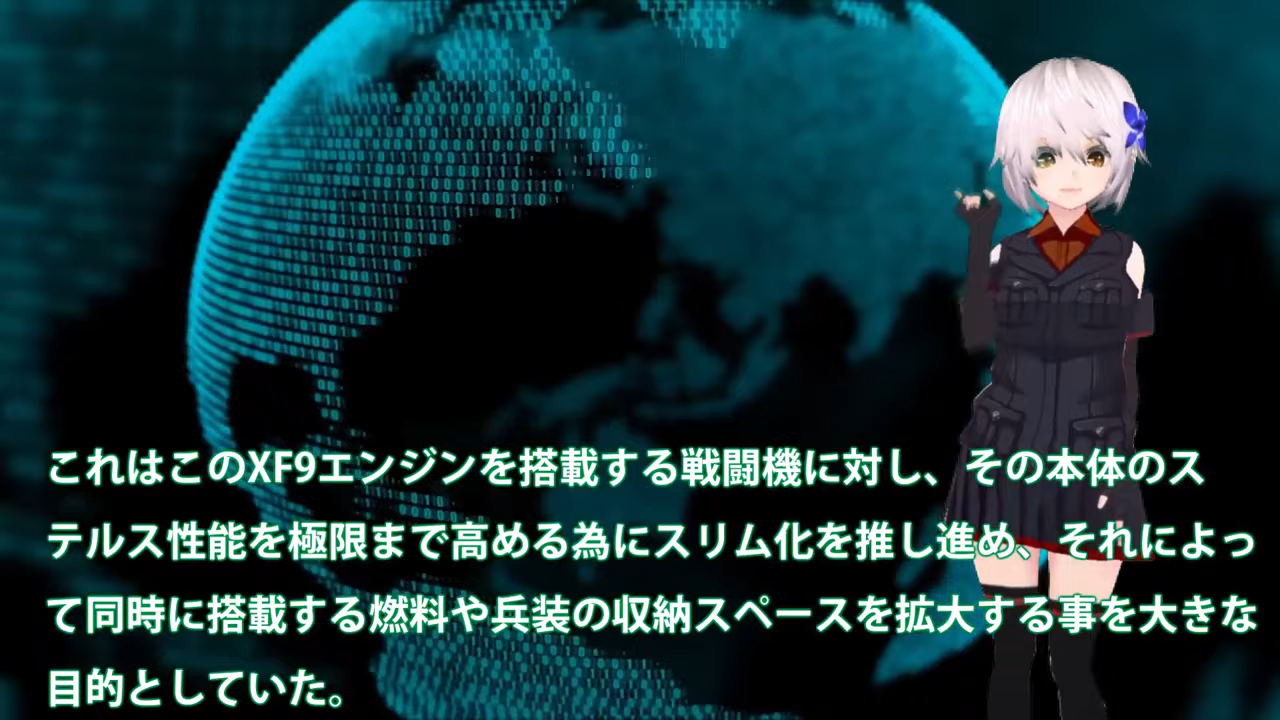 これはこのXF9エンジンを搭載する戦闘機に対し、その本体のス
テルス性能を極限まで高める為にスリム化を推し進め、それによっ
て同時に搭載する燃料や兵装の収納スペースを拡大する事を大きな
目的としていた。